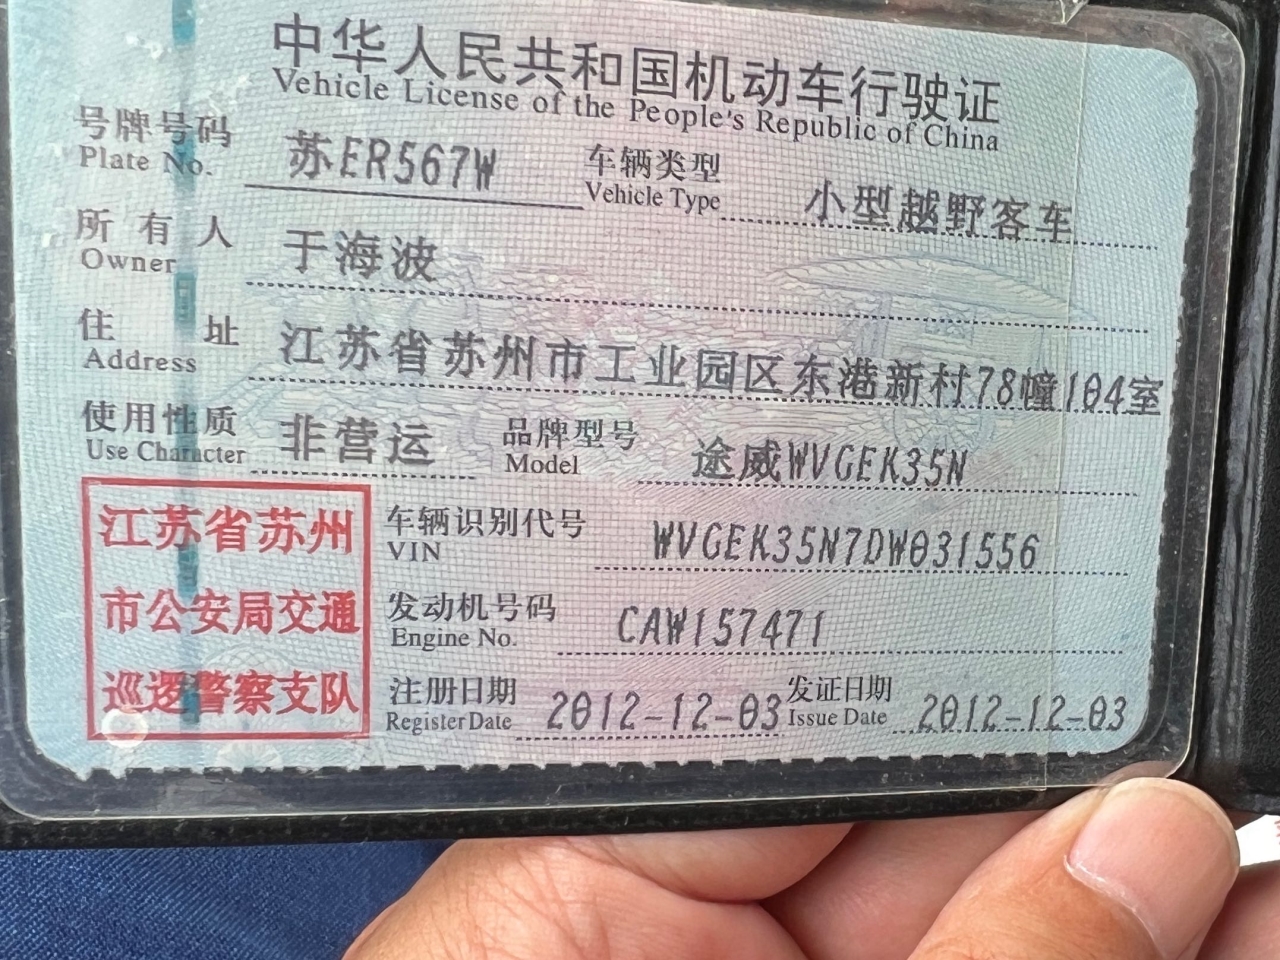 中华人民共和国机动车行驶证
Vehicle License of the People's Republic of China
号牌号码 苏ER567W 车辆类型 小型越野客车
Plate No. Vehicle Type
所有人 于海波
Owner
住址 江苏省苏州市工业园区东港新村78幢104室
Address
使用性质 非营运 品牌型号 途威WVGEK35N
Use Character Model
江苏省苏州
市公安局交通
巡逻警察支队
车辆识别代号 WVGEK35N7DW031556
VIN
发动机号码 CAW157471
Engine No.
注册日期 2012-12-03 发证日期 2012-12-03
Register Date Issue Date